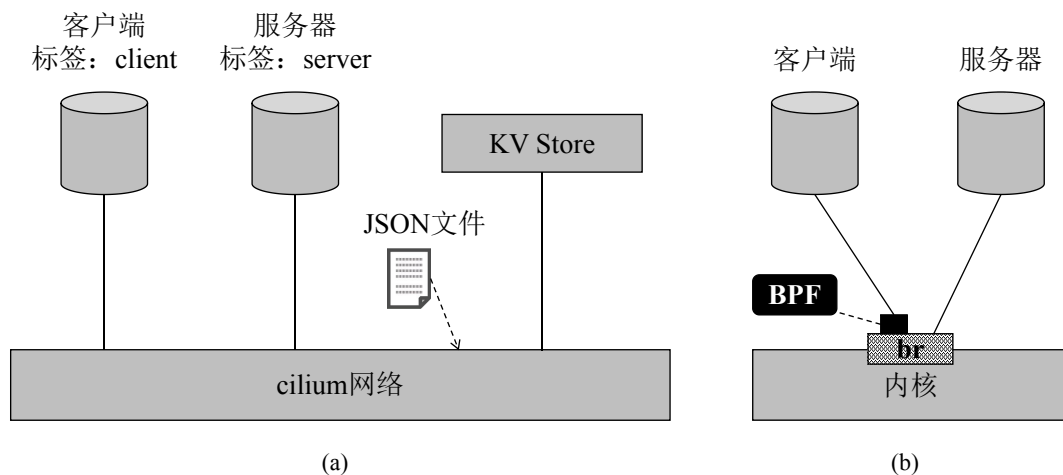 客户端
标签：client
服务器
标签：server
KV Store
JSON文件
cilium网络
(a)
客户端
服务器
BPF
br
内核
(b)